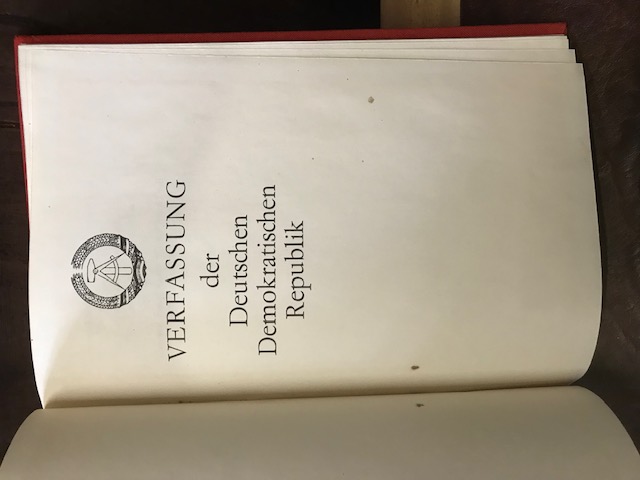 VERFASSUNG
der
Deutschen
Demokratischen
Republik